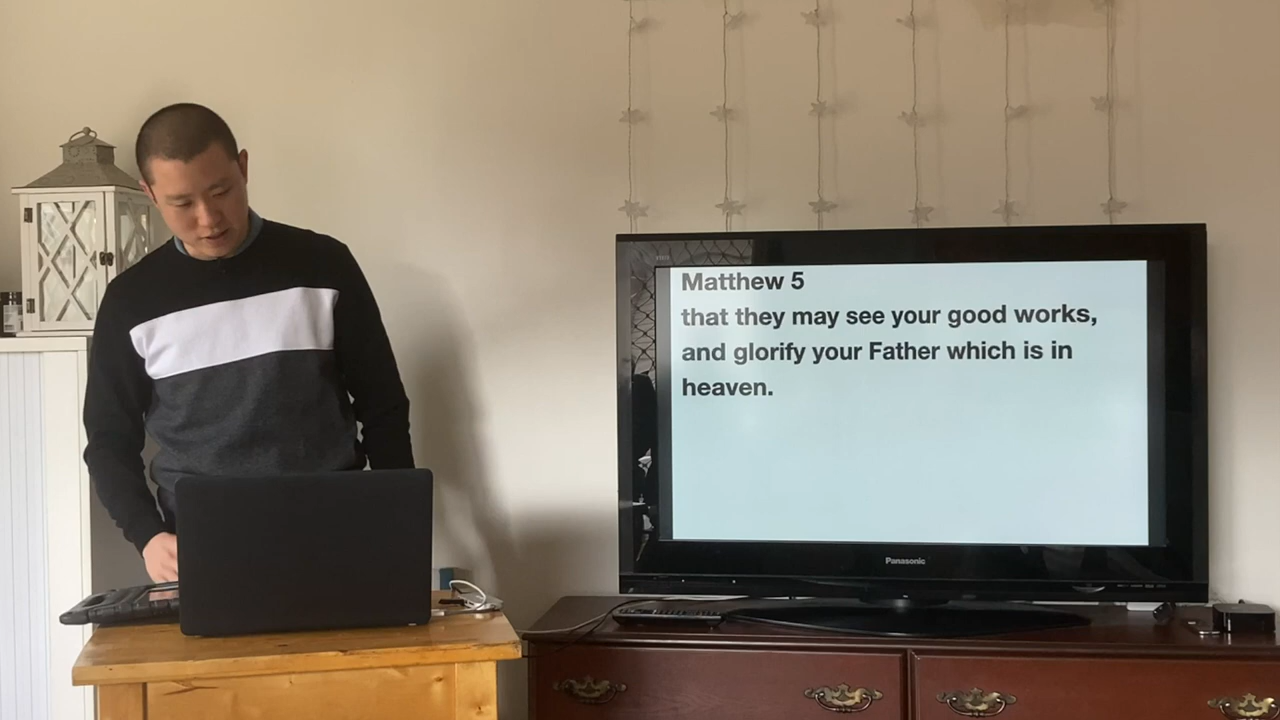 Matthew 5
that they may see your good works,
and glorify your Father which is in
heaven.
Panasonic